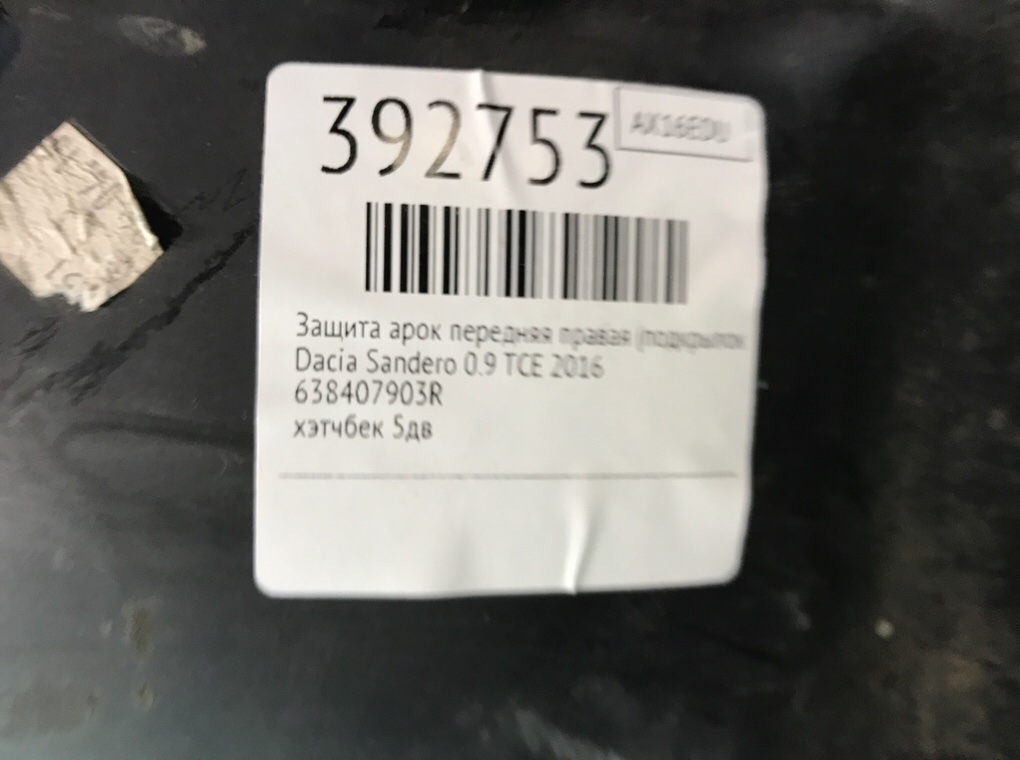 392753
AK16EDU
Защита арок передняя правая (подкрылок
Dacia Sandero 0.9 TCE 2016
638407903R
хэтчбек 5дв